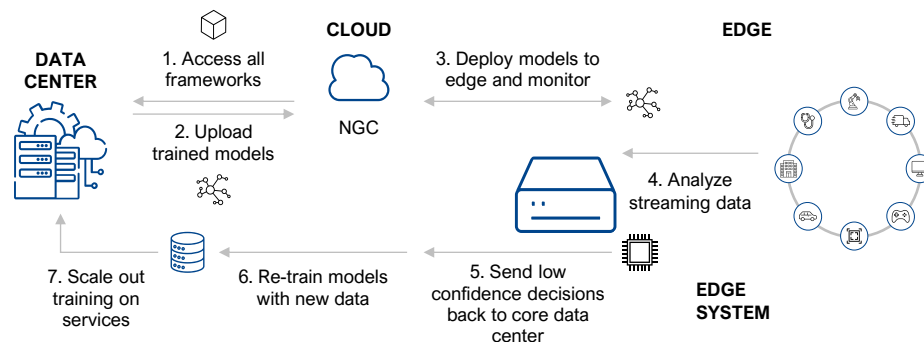 DATA
CENTER
1. Access all
frameworks
2. Upload
trained models
CLOUD
NGC
3. Deploy models to
edge and monitor
EDGE
4. Analyze
streaming data
5. Send low
confidence decisions
back to core data
center
EDGE
SYSTEM
6. Re-train models
with new data
7. Scale out
training on
services